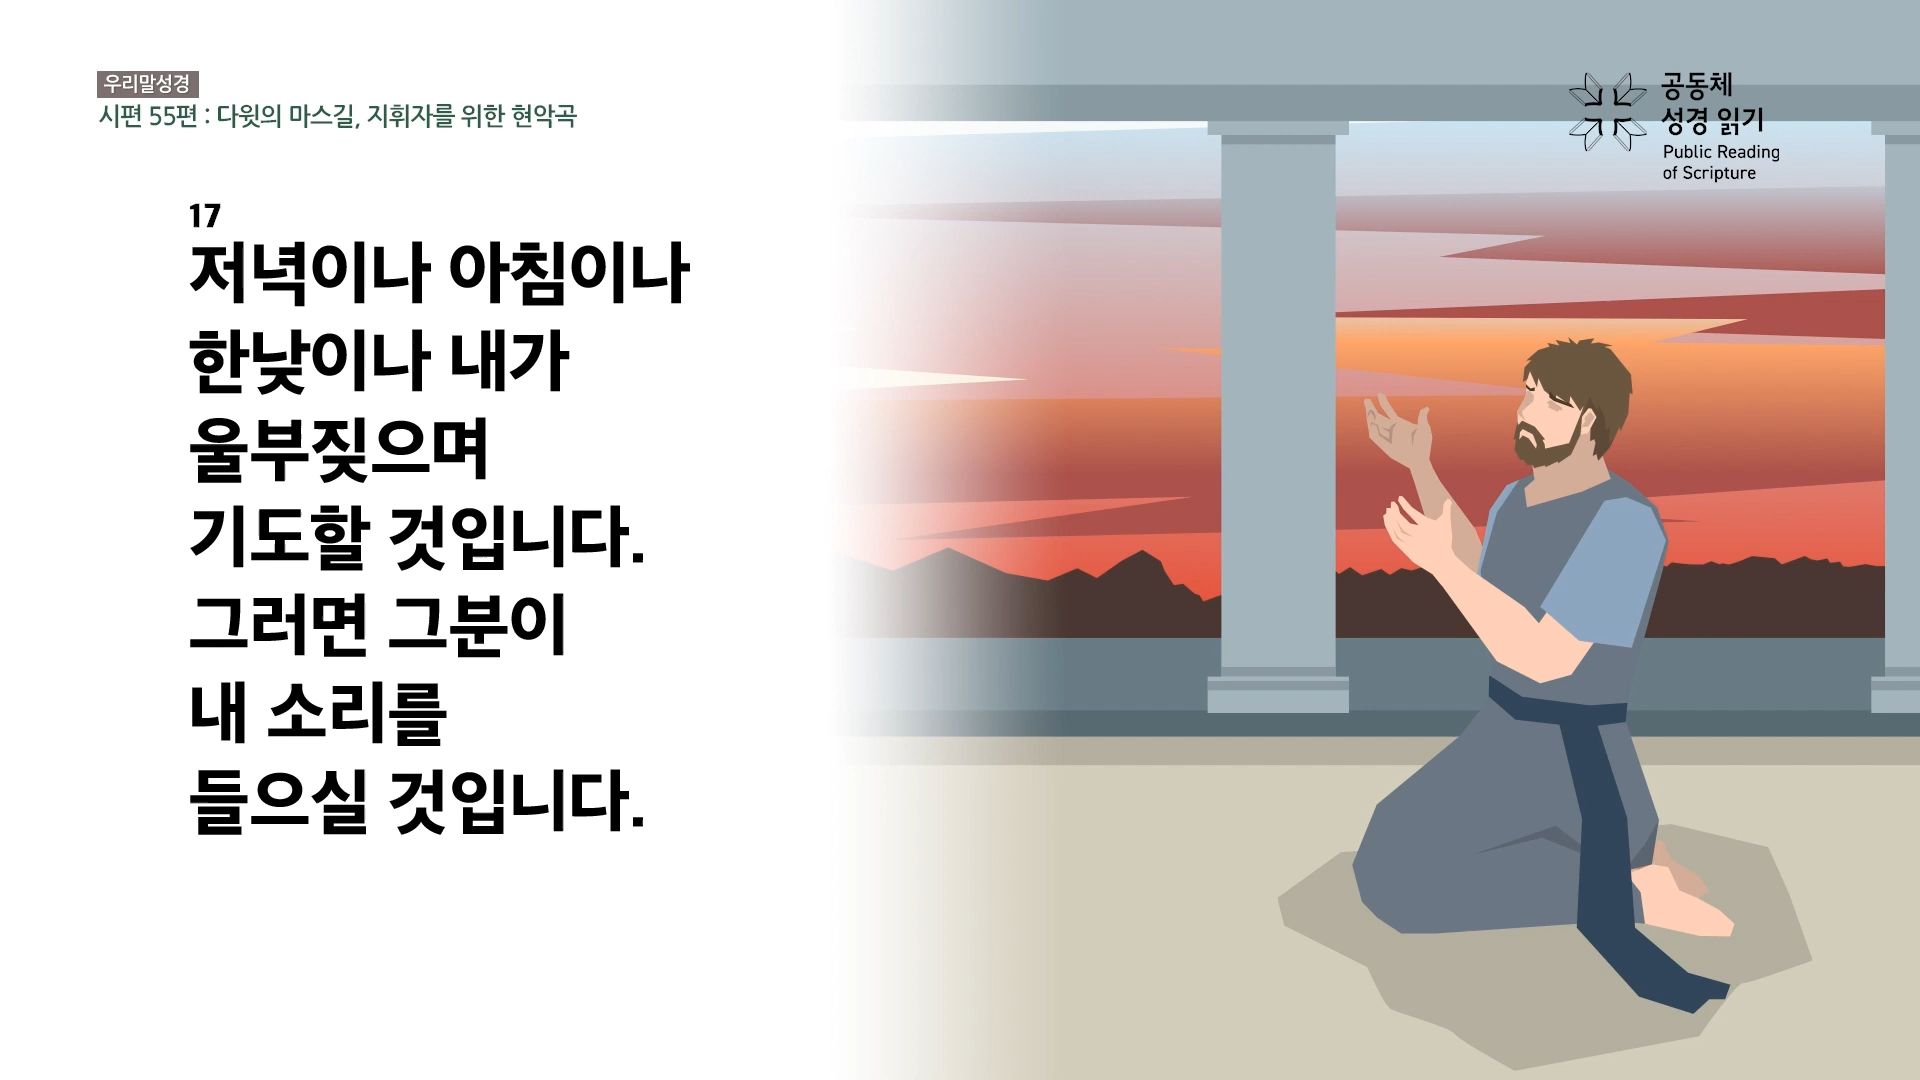 우리말성경
시편 55편 : 다윗의 마스길, 지휘자를 위한 현악곡
17
저녁이나 아침이나
한낮이나 내가
울부짖으며
기도할 것입니다.
그러면 그분이
내 소리를
들으실 것입니다.
공동체
성경 읽기
Public Reading
of Scripture